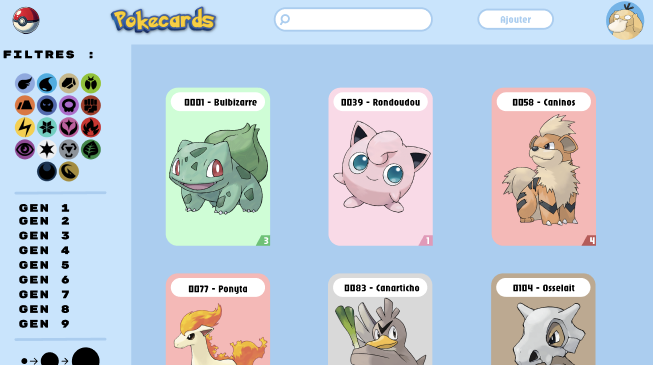 Pokecards
Ajouter
FILTRES :
GEN 1
GEN 2
GEN 3
GEN 4
GEN 5
GEN 6
GEN 7
GEN 8
GEN 9
0001 - Bulbizarre
3
0039 - Rondoudou
1
0058 - Caninos
4
0077 - Ponyta
0083 - Canarticho
0104 - Osselait